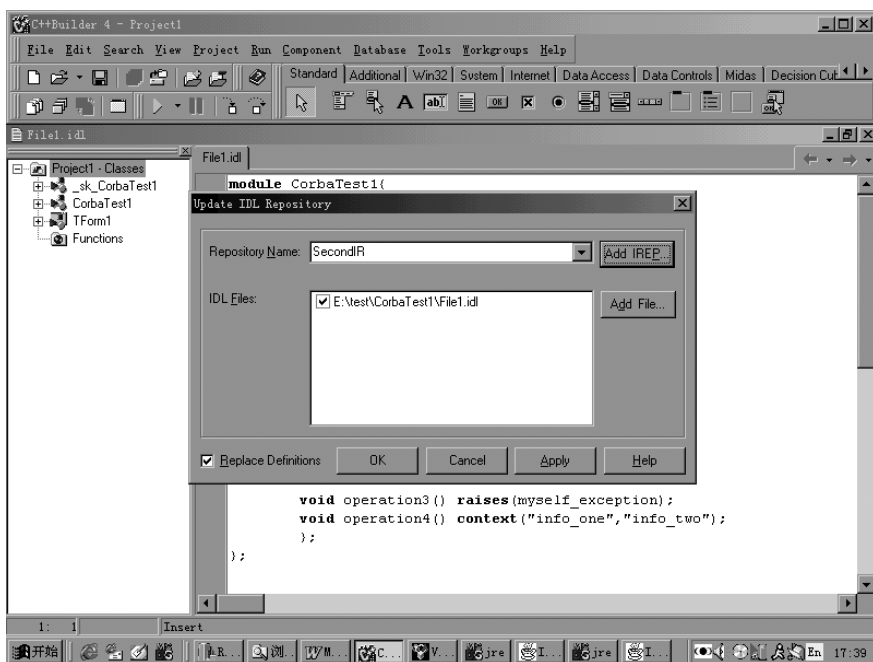 C++Builder 4 - Project1
File Edit Search View Project Run Component Database Tools Workgroups Help
Standard Additional Win32 System Internet Data Access Data Controls Midas Decision Cub
File1.idl
Project1 - Classes
_sk_CorbaTest1
CorbaTest1
TForm1
Functions
File1.idl
module CorbaTest1{
Update IDL Repository
Repository Name: SecondIR
Add IREP...
IDL Files:
E:\test\CorbaTest1\File1.idl
Add File...
Replace Definitions
OK
Cancel
Apply
Help
void operation3() raises(myself_exception);
void operation4() context("info_one","info_two");
};
};
1: 1
Insert
开始
R...
浏..
M...
C...
V...
jre
I...
jre
I...
En
17:39